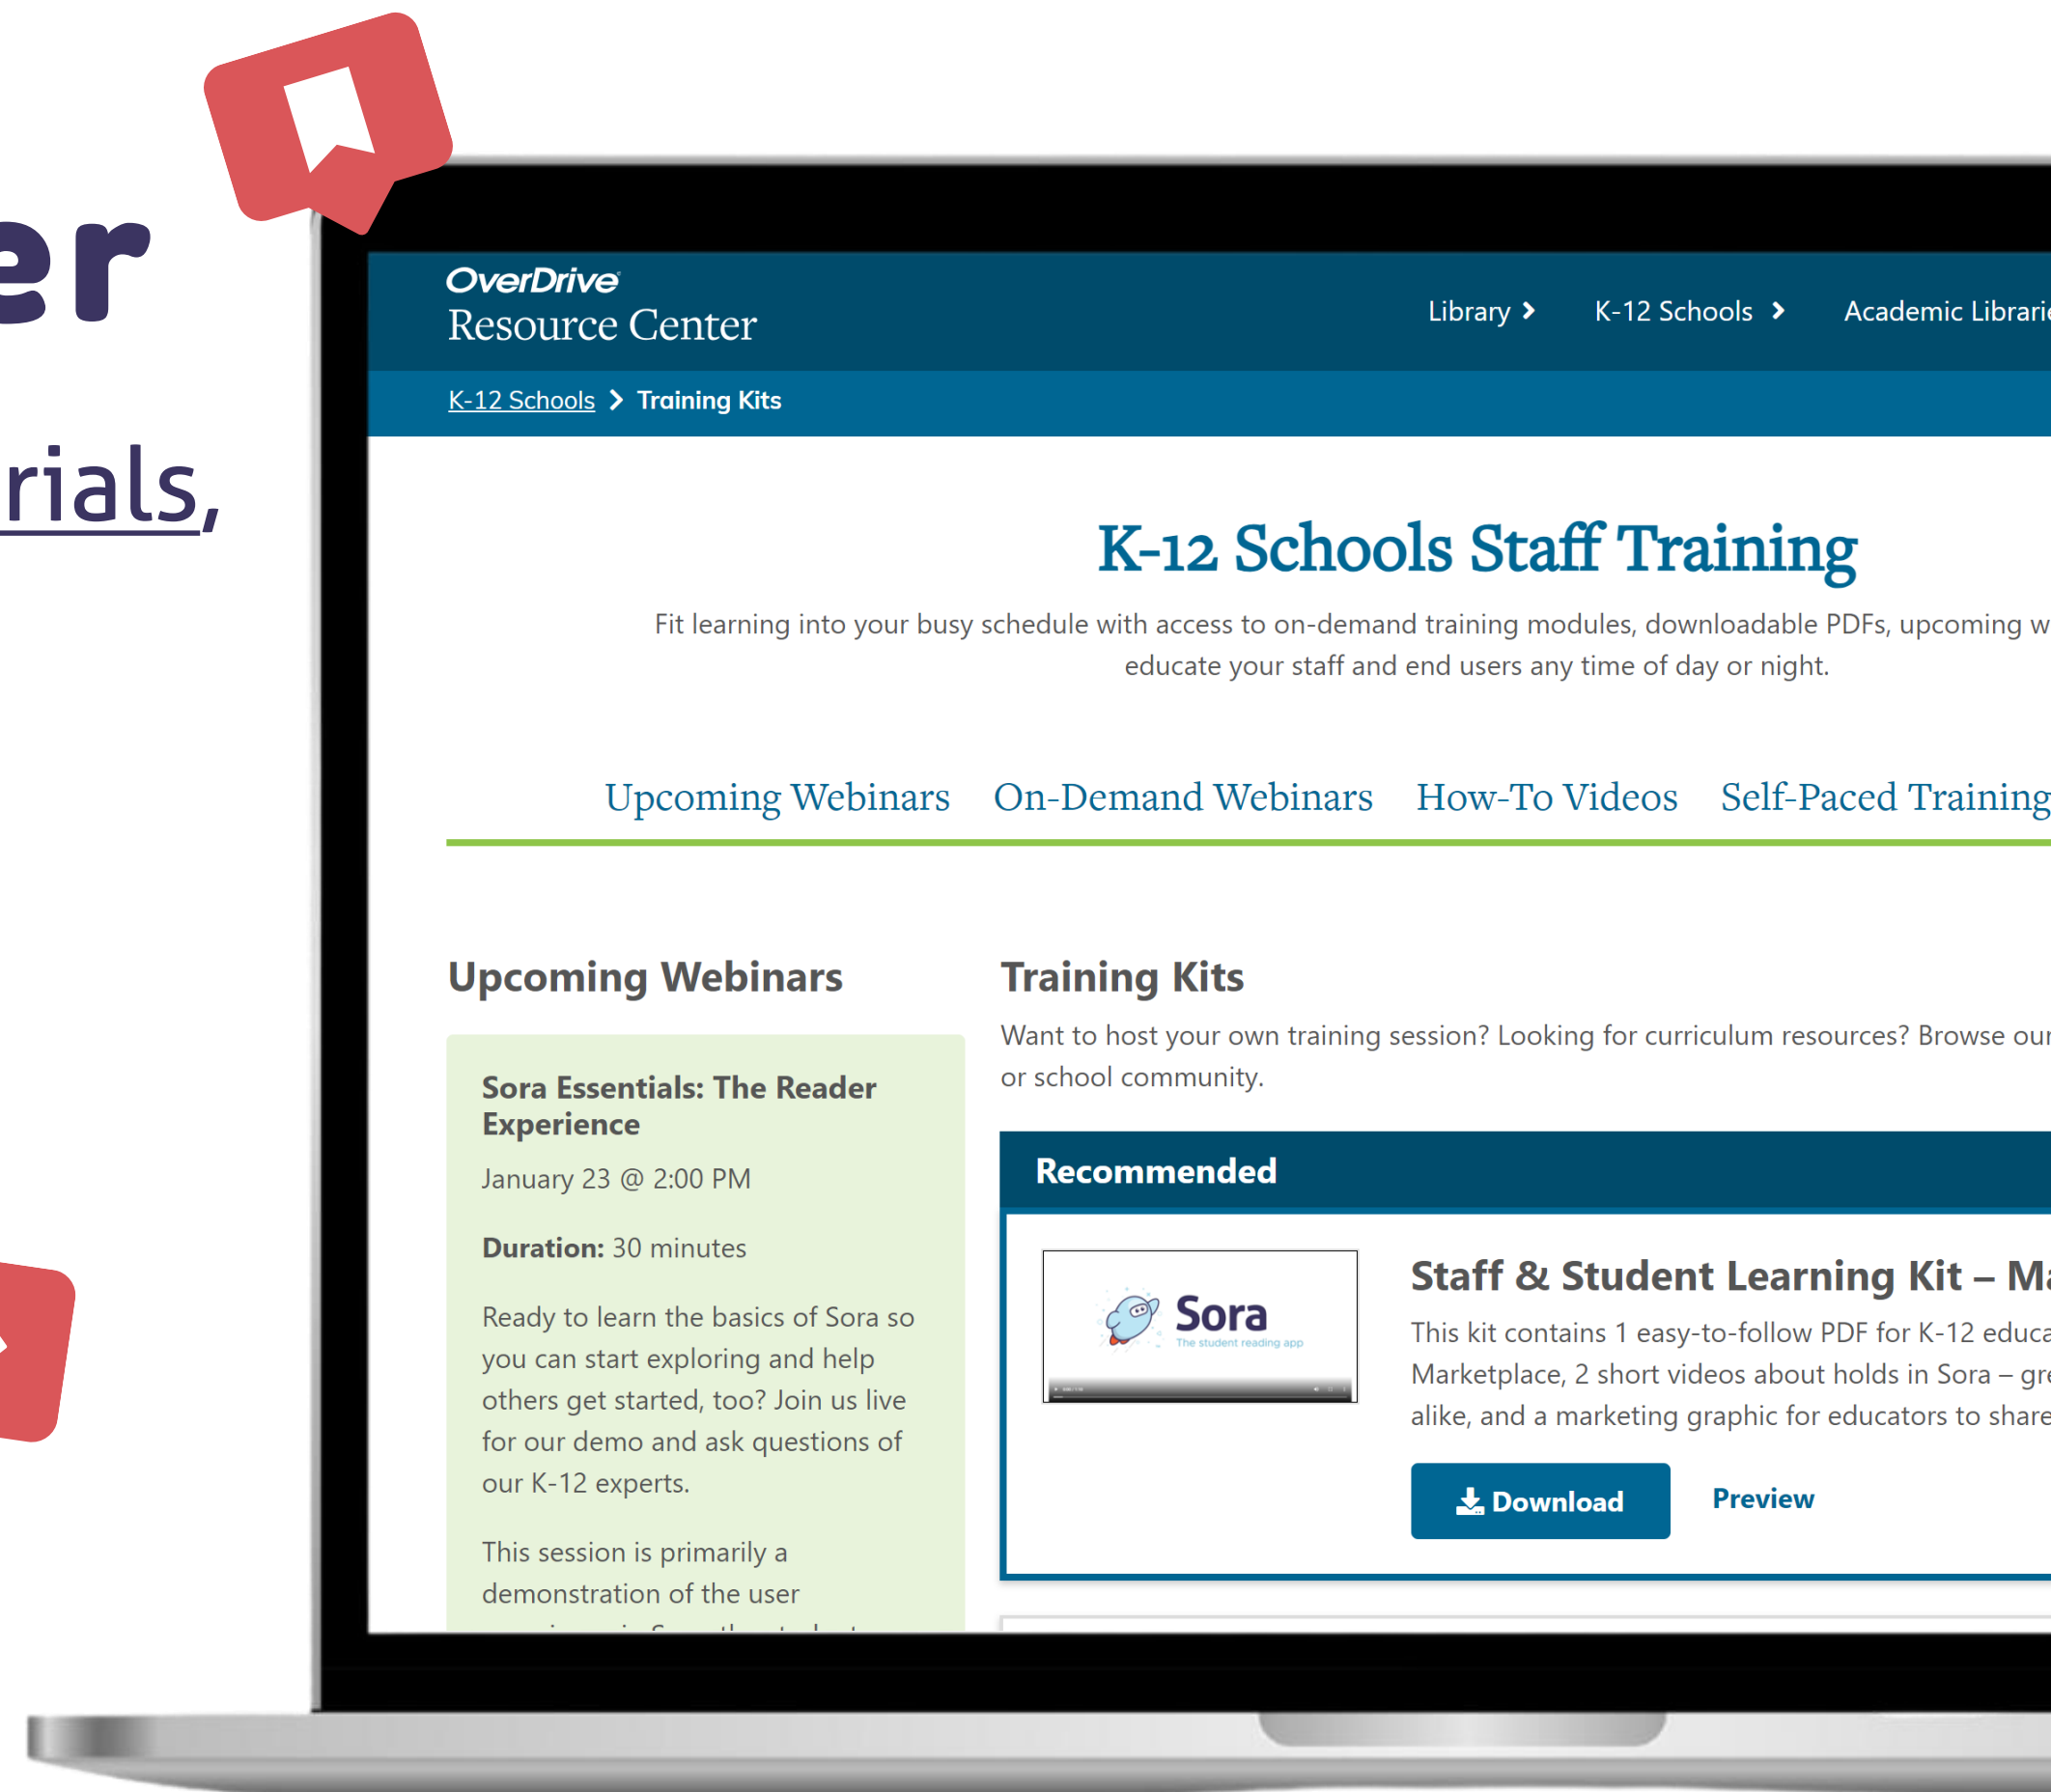 er
rials,
OverDrive
Resource Center
Library
K-12 Schools
Academic Librarie
K-12 Schools
Training Kits
K-12 Schools Staff Training
Fit learning into your busy schedule with access to on-demand training modules, downloadable PDFs, upcoming w
educate your staff and end users any time of day or night.
Upcoming Webinars
On-Demand Webinars
How-To Videos
Self-Paced Training
Upcoming Webinars
Sora Essentials: The Reader
Experience
January 23 @ 2:00 PM
Duration: 30 minutes
Ready to learn the basics of Sora so
you can start exploring and help
others get started, too? Join us live
for our demo and ask questions of
our K-12 experts.
This session is primarily a
demonstration of the user
Training Kits
Want to host your own training session? Looking for curriculum resources? Browse our
or school community.
Recommended
Sora
The student reading app
Staff & Student Learning Kit – Ma
This kit contains 1 easy-to-follow PDF for K-12 educa
Marketplace, 2 short videos about holds in Sora – gre
alike, and a marketing graphic for educators to share
Download
Preview